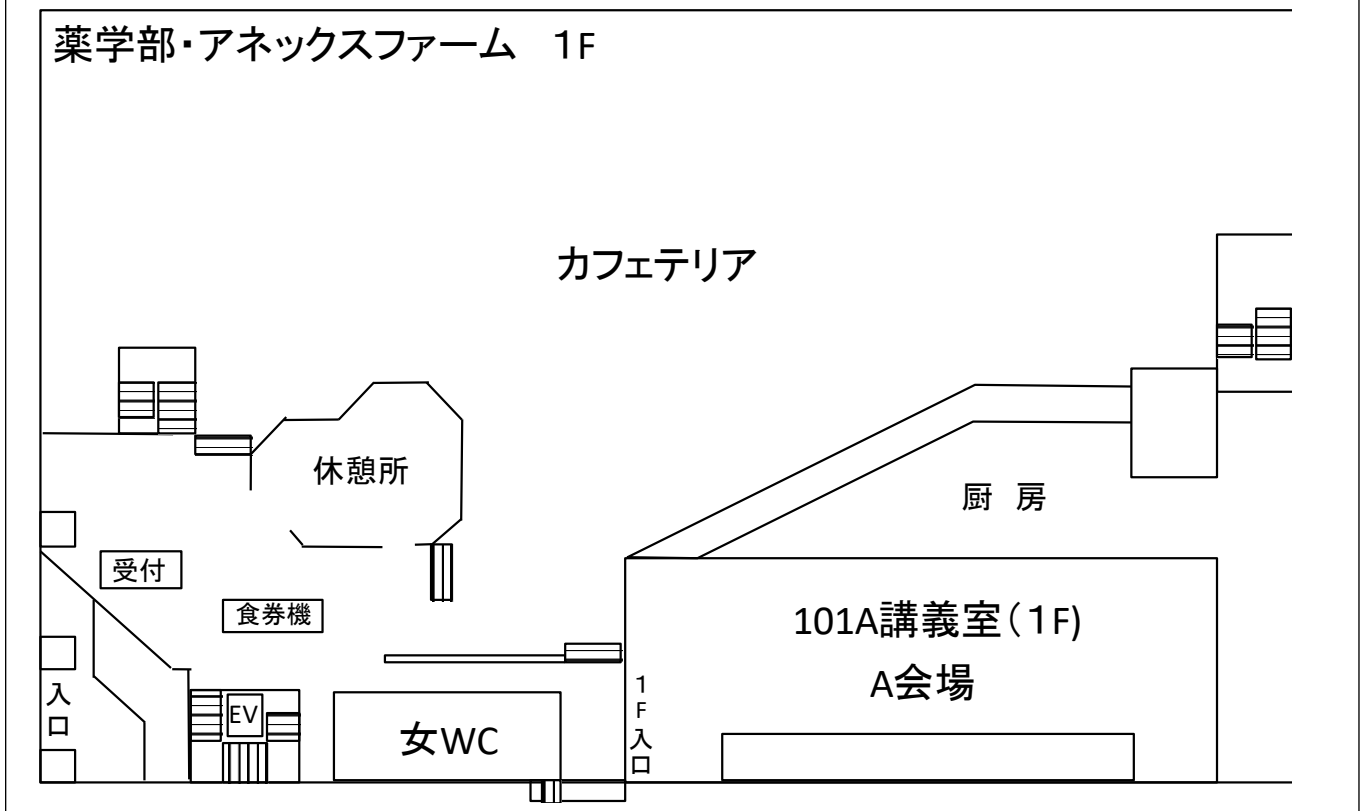 薬学部・アネックスファーム　１F
カフェテリア
休憩所
厨　房
受付
食券機
101A講義室（１F)
A会場
入口
EV
女WC
１F入口